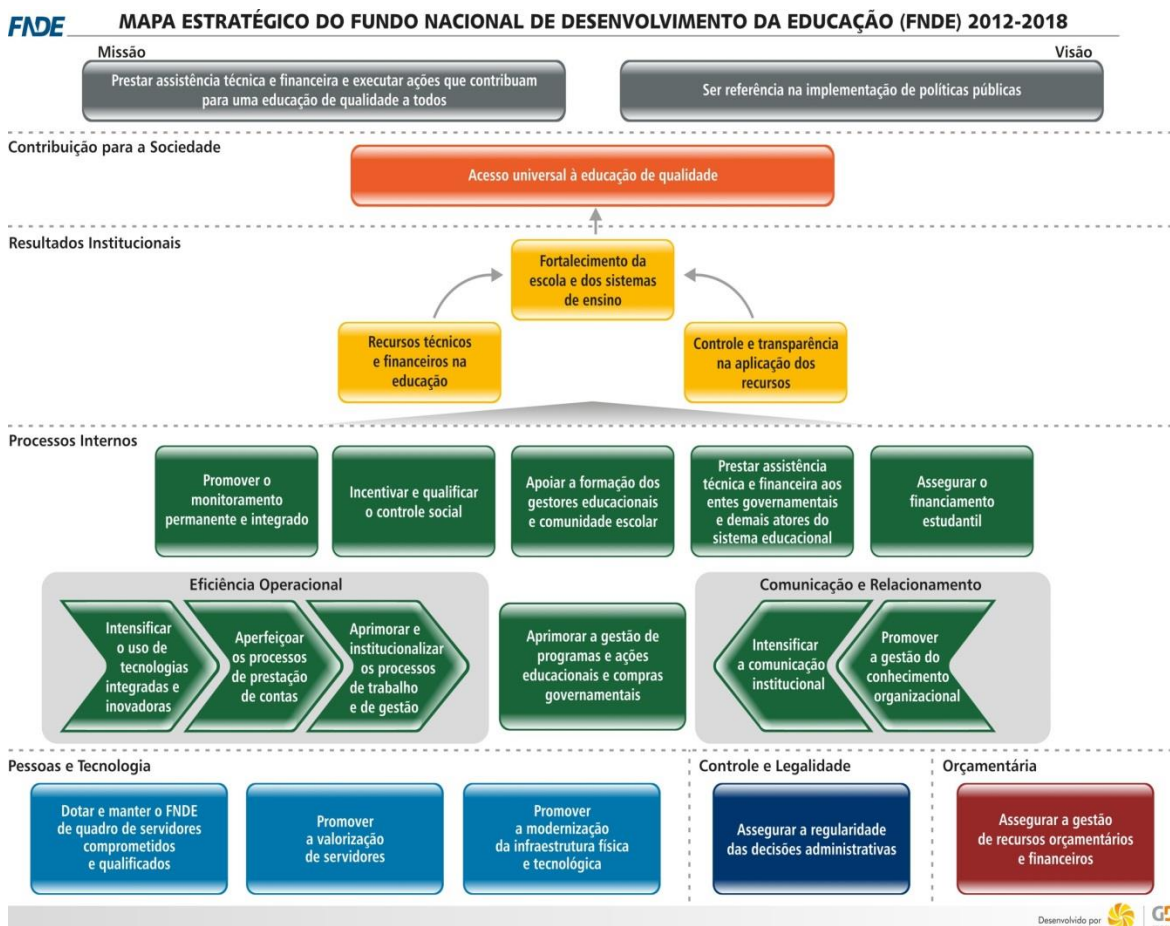 FNDE
MAPA ESTRATÉGICO DO FUNDO NACIONAL DE DESENVOLVIMENTO DA EDUCAÇÃO (FNDE) 2012-2018
Missão
Prestar assistência técnica e financeira e executar ações que contribuam
para uma educação de qualidade a todos
Visão
Ser referência na implementação de políticas públicas
Contribuição para a Sociedade
Acesso universal à educação de qualidade
Resultados Institucionais
Fortalecimento da
escola e dos sistemas
de ensino
Recursos técnicos
e financeiros na
educação
Controle e transparência
na aplicação dos
recursos
Processos Internos
Promover o
monitoramento
permanente e integrado
Incentivar e qualificar
o controle social
Apoiar a formação dos
gestores educacionais
e comunidade escolar
Prestar assistência
técnica e financeira aos
entes governamentais
e demais atores do
sistema educacional
Assegurar o
financiamento
estudantil
Eficiência Operacional
Intensificar
o uso de
tecnologias
integradas e
inovadoras
Aperfeiçoar
os processos
de prestação
de contas
Aprimorar e
institucionalizar
os processos
de trabalho
e de gestão
Aprimorar a gestão de
programas e ações
educacionais e compras
governamentais
Comunicação e Relacionamento
Intensificar
a comunicação
institucional
Promover
a gestão do
conhecimento
organizacional
Pessoas e Tecnologia
Dotar e manter o FNDE
de quadro de servidores
comprometidos
e qualificados
Promover
a valorização
de servidores
Promover
a modernização
da infraestrutura física
e tecnológica
Controle e Legalidade
Assegurar a regularidade
das decisões administrativas
Orçamentária
Assegurar a gestão
de recursos orçamentários
e financeiros
Desenvolvido por